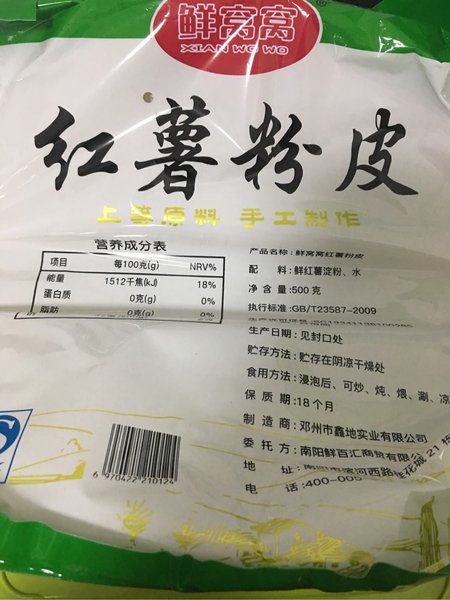 鲜窝窝
XIAN WO WO
红薯粉皮
上等原料 手工制作
营养成分表
项目 每100克(g) NRV%
能量 1512千焦(kJ) 18%
蛋白质 0克(g) 0%
脂肪 0克(g) 0%
产品名称:鲜窝窝红薯粉皮
配 料:鲜红薯淀粉、水
净 含 量:500克
执行标准:GB/T23587-2009
生产日期:见封口处
贮存方法:贮存在阴凉干燥处
食用方法:浸泡后、可炒、炖、煨、涮、凉
保 质 期:18个月
制 造 商:邓州市鑫地实业有限公司
委 托 方:南阳鲜百汇商贸有限公司
地 址:
电 话:400-005
6970422210124
S